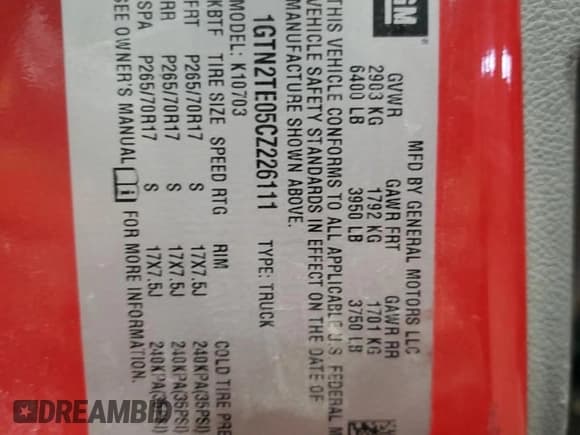 GM
MFD BY GENERAL MOTORS LLC
GVWR GAWR FRT GAWR RR
2903 KG 1792 KG 1701 KG
6400 LB 3950 LB 3750 LB
THIS VEHICLE CONFORMS TO ALL APPLICABLE U.S. FEDERAL M
VEHICLE SAFETY STANDARDS IN EFFECT ON THE DATE OF
MANUFACTURE SHOWN ABOVE.
1GTN2TE05CZ226111 TYPE: TRUCK
MODEL: K10703
KBTF TIRE SIZE SPEED RTG RIM COLD TIRE PRE
FRT P265/70R17 S 17X7.5J 240KPA(35PSI)
RR P265/70R17 S 17X7.5J 240KPA(35PSI)
SPA P265/70R17 S 17X7.5J 240KPA(35PSI)
SEE OWNER'S MANUAL FOR MORE INFORMATION.
DREAMBID